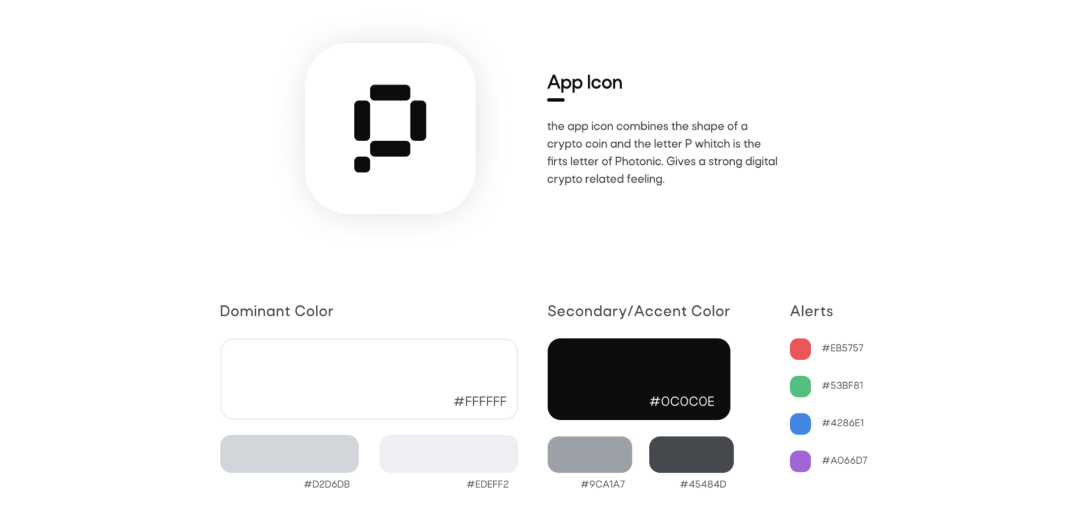 App Icon
the app icon combines the shape of a
crypto coin and the letter P whitch is the
firts letter of Photonic. Gives a strong digital
crypto related feeling.
Dominant Color
#FFFFFF
#D2D6DB
#EDEFF2
Secondary/Accent Color
#0C0C0E
#9CA1A7
#45484D
Alerts
#EB5757
#53BF81
#4286E1
#A066D7